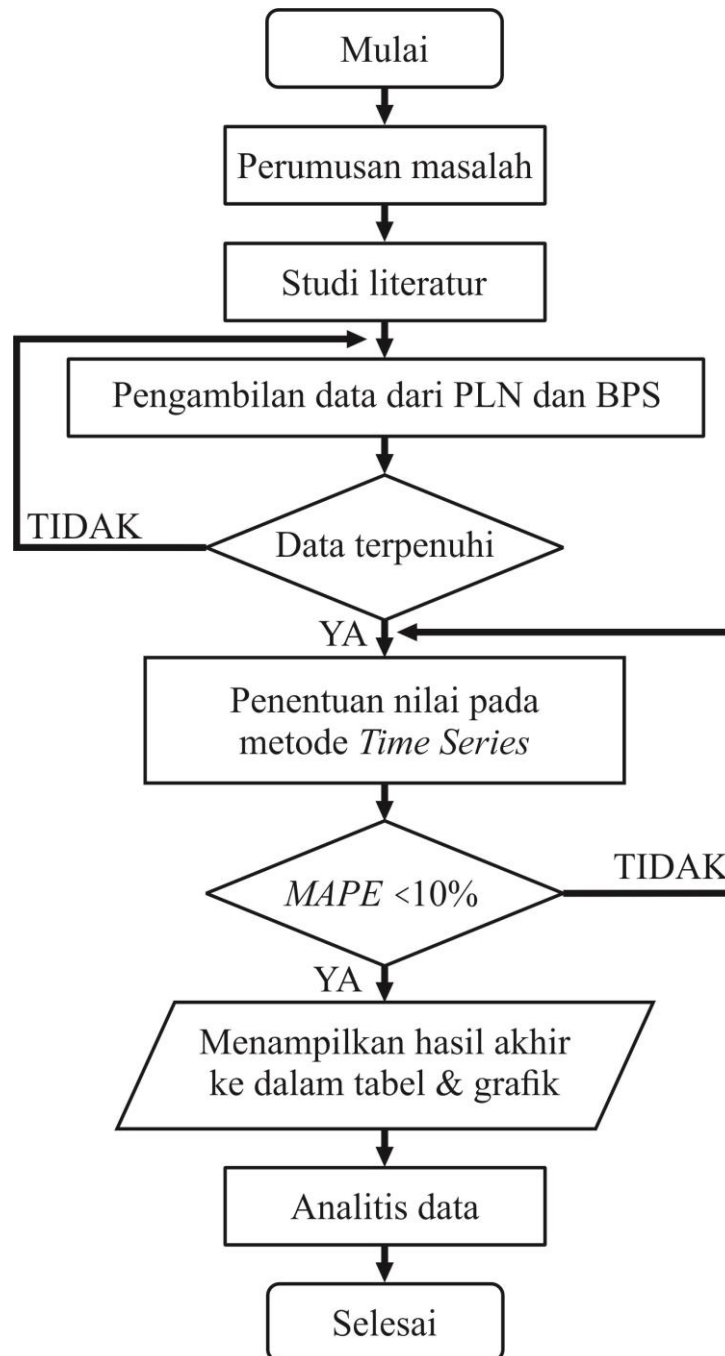 Mulai
Perumusan masalah
Studi literatur
Pengambilan data dari PLN dan BPS
TIDAK
Data terpenuhi
YA
Penentuan nilai pada
metode Time Series
TIDAK
MAPE <10%
YA
Menampilkan hasil akhir
ke dalam tabel & grafik
Analitis data
Selesai